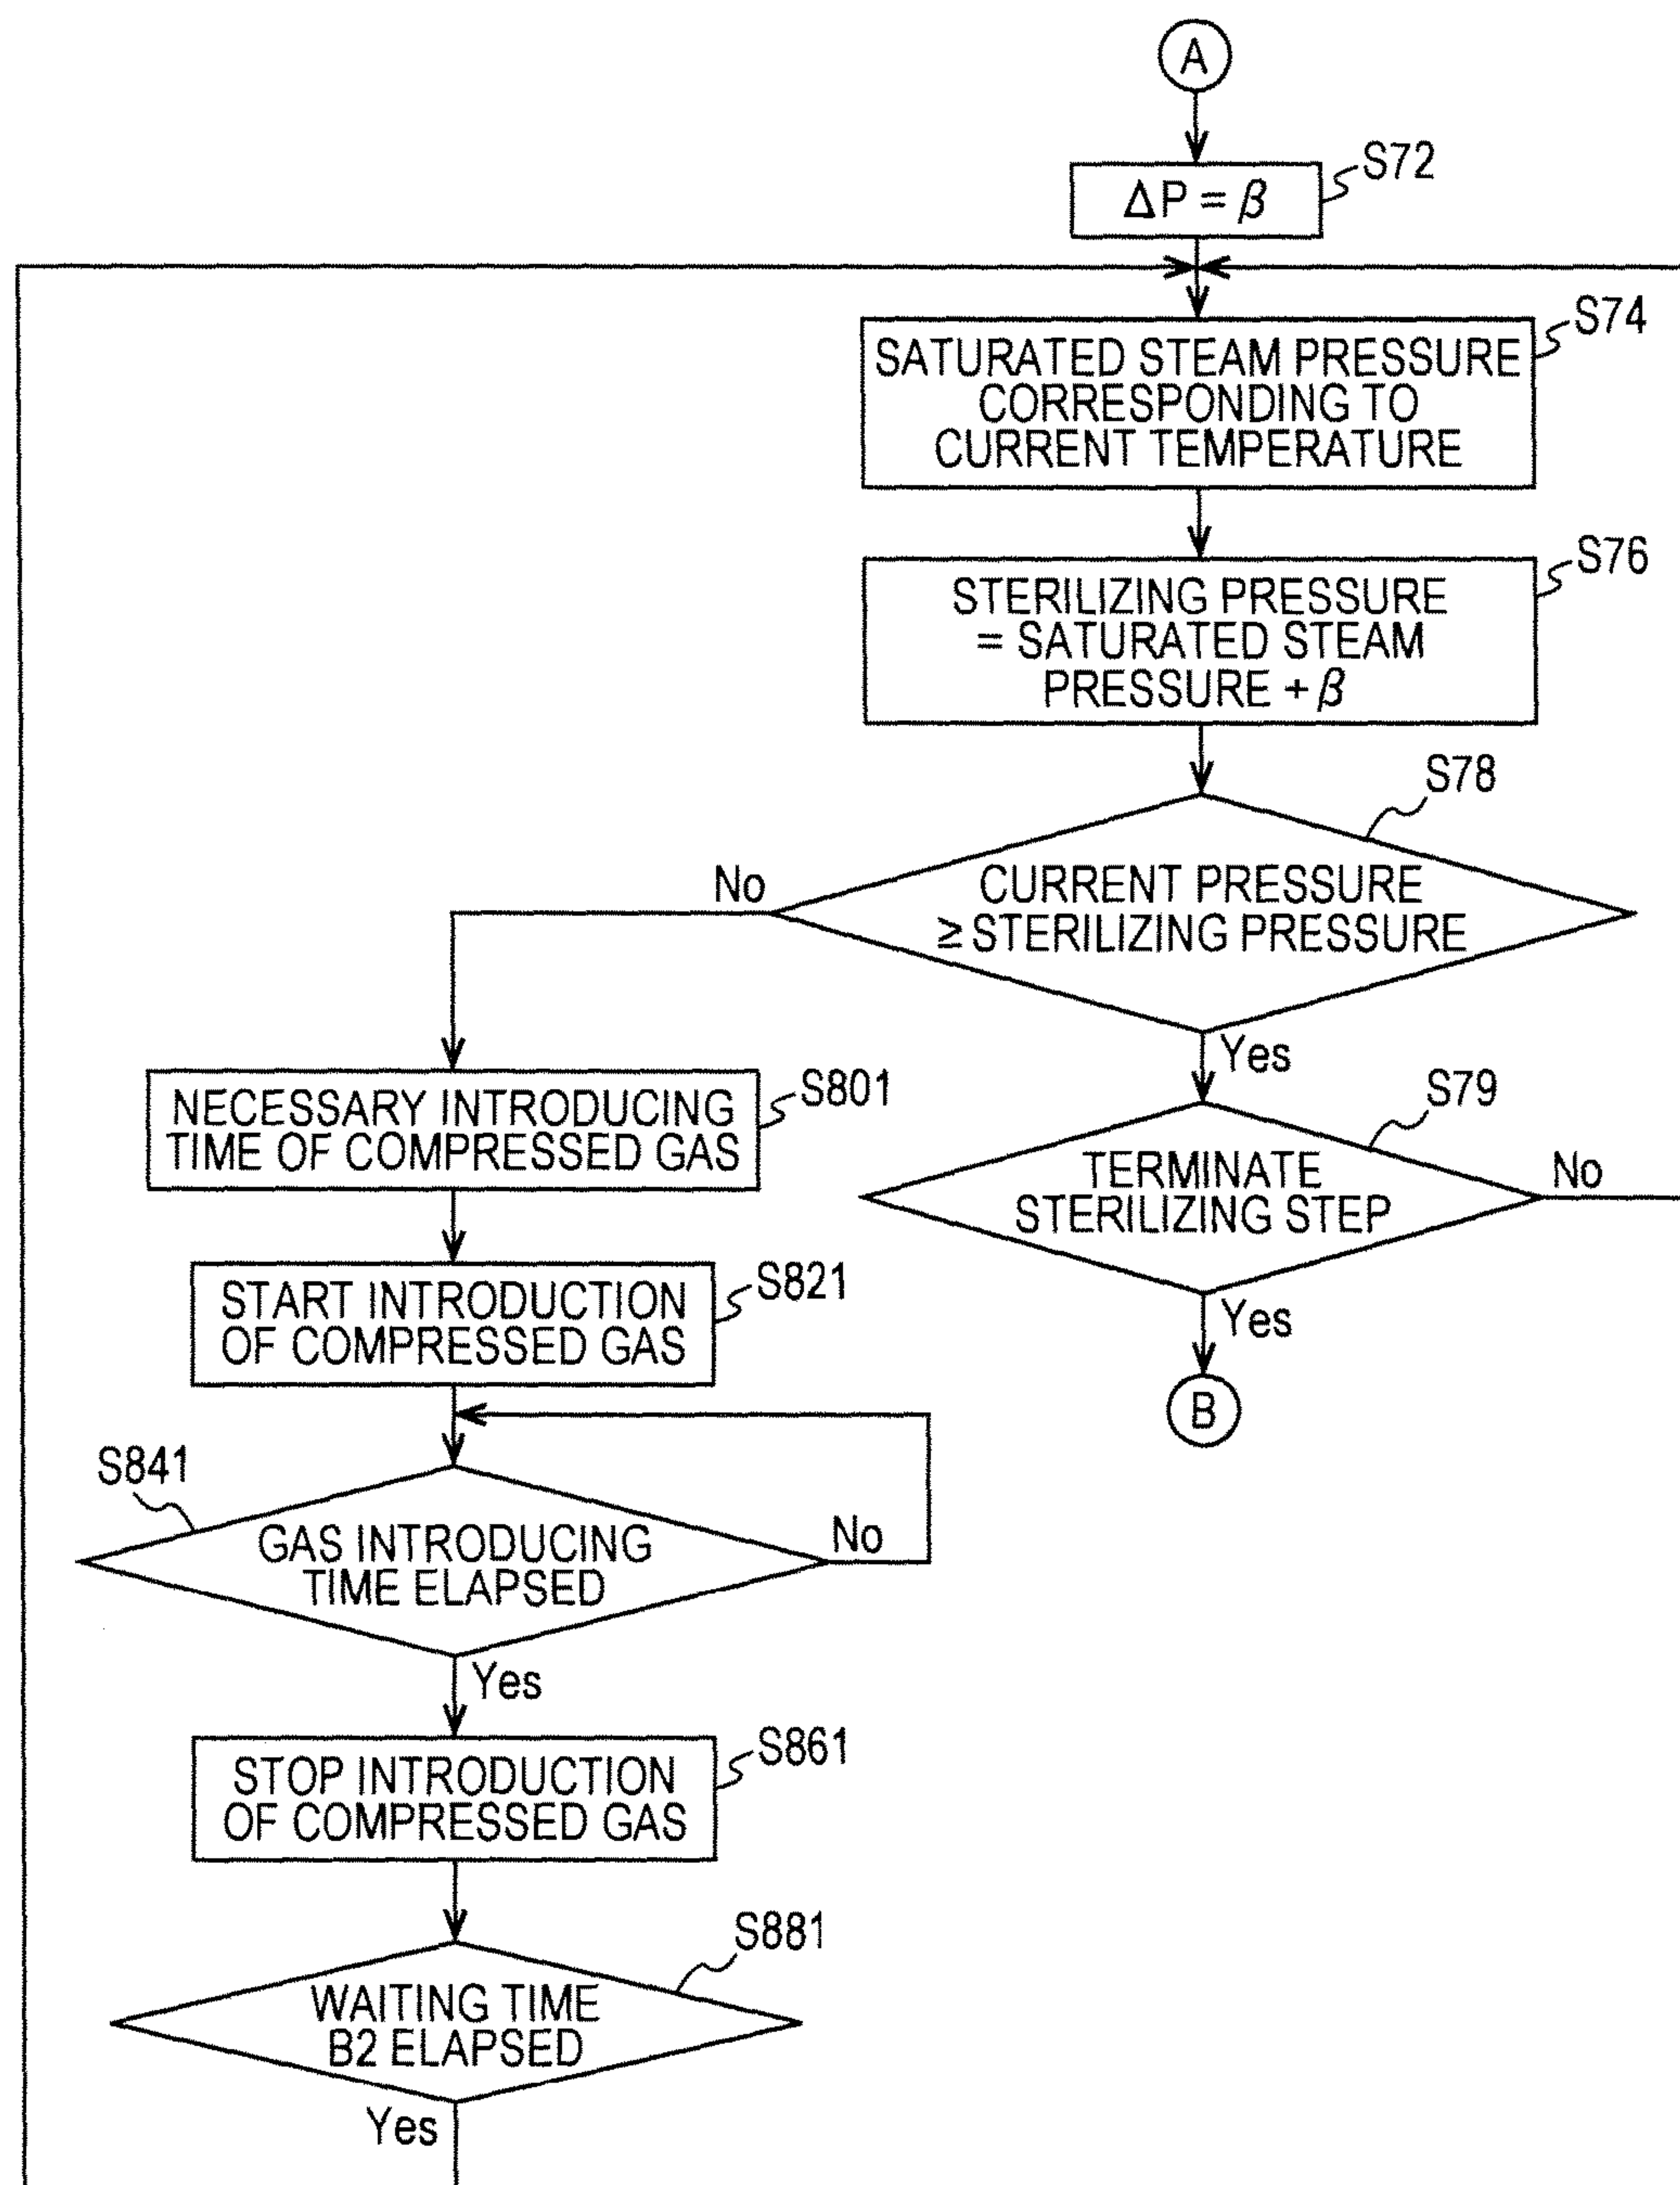 A
S72
ΔP = β
S74
SATURATED STEAM PRESSURE
CORRESPONDING TO
CURRENT TEMPERATURE
S76
STERILIZING PRESSURE
= SATURATED STEAM
PRESSURE + β
S78
CURRENT PRESSURE
≥ STERILIZING PRESSURE
No
Yes
S801
NECESSARY INTRODUCING
TIME OF COMPRESSED GAS
S79
TERMINATE
STERILIZING STEP
No
Yes
B
S821
START INTRODUCTION
OF COMPRESSED GAS
S841
GAS INTRODUCING
TIME ELAPSED
No
Yes
S861
STOP INTRODUCTION
OF COMPRESSED GAS
S881
WAITING TIME
B2 ELAPSED
Yes